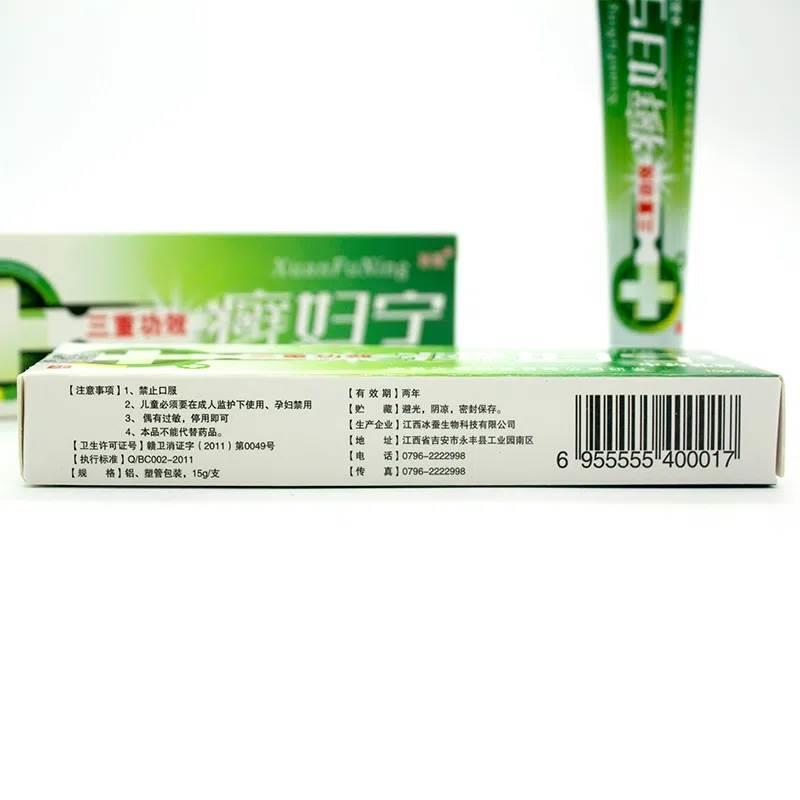 XuanFuNing
三重功效
癣妇宁
三重功效
【注意事项】1、禁止口服
2、儿童必须要在成人监护下使用、孕妇禁用
3、 偶有过敏，停用即可
4、本品不能代替药品。
【卫生许可证号】赣卫消证字（2011）第0049号
【执行标准】Q/BC002-2011
【规 格】铝、塑管包装，15g/支
【有 效 期】两年
【贮 藏】避光，阴凉，密封保存。
【生产企业】江西冰蚕生物科技有限公司
【地 址】江西省吉安市永丰县工业园南区
【电 话】0796-2222998
【传 真】0796-2222998
6 955555 400017